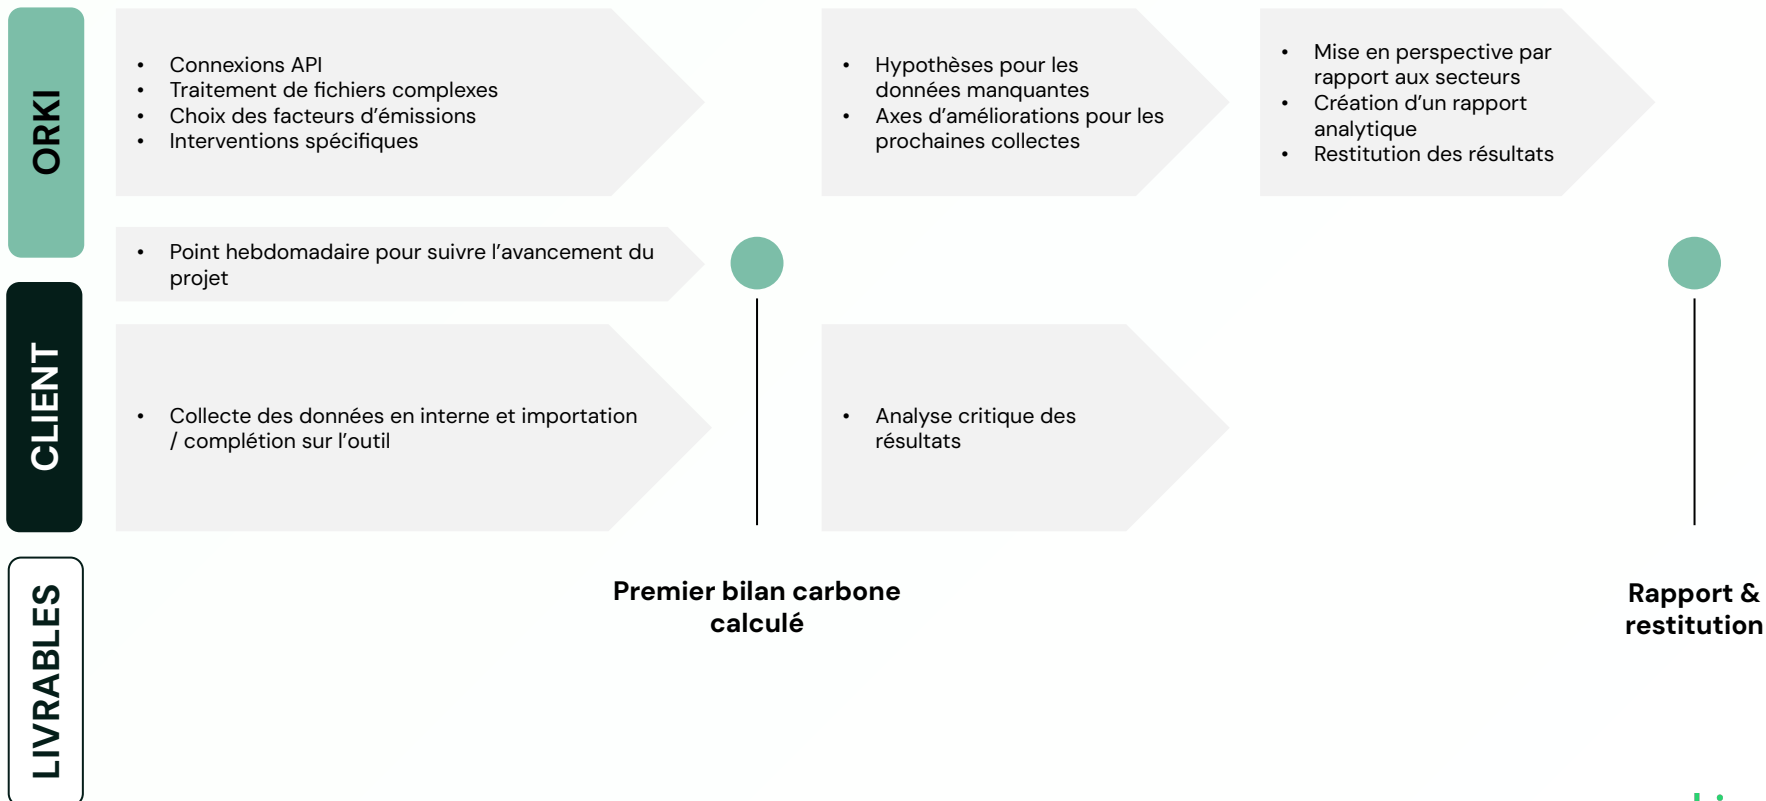 ORKI
• Connexions API
• Traitement de fichiers complexes
• Choix des facteurs d’émissions
• Interventions spécifiques
• Hypothèses pour les
données manquantes
• Axes d’améliorations pour les
prochaines collectes
• Mise en perspective par
rapport aux secteurs
• Création d’un rapport
analytique
• Restitution des résultats
• Point hebdomadaire pour suivre l’avancement du
projet
CLIENT
• Collecte des données en interne et importation
/ complétion sur l’outil
• Analyse critique des
résultats
LIVRABLES
Premier bilan carbone
calculé
Rapport &
restitution